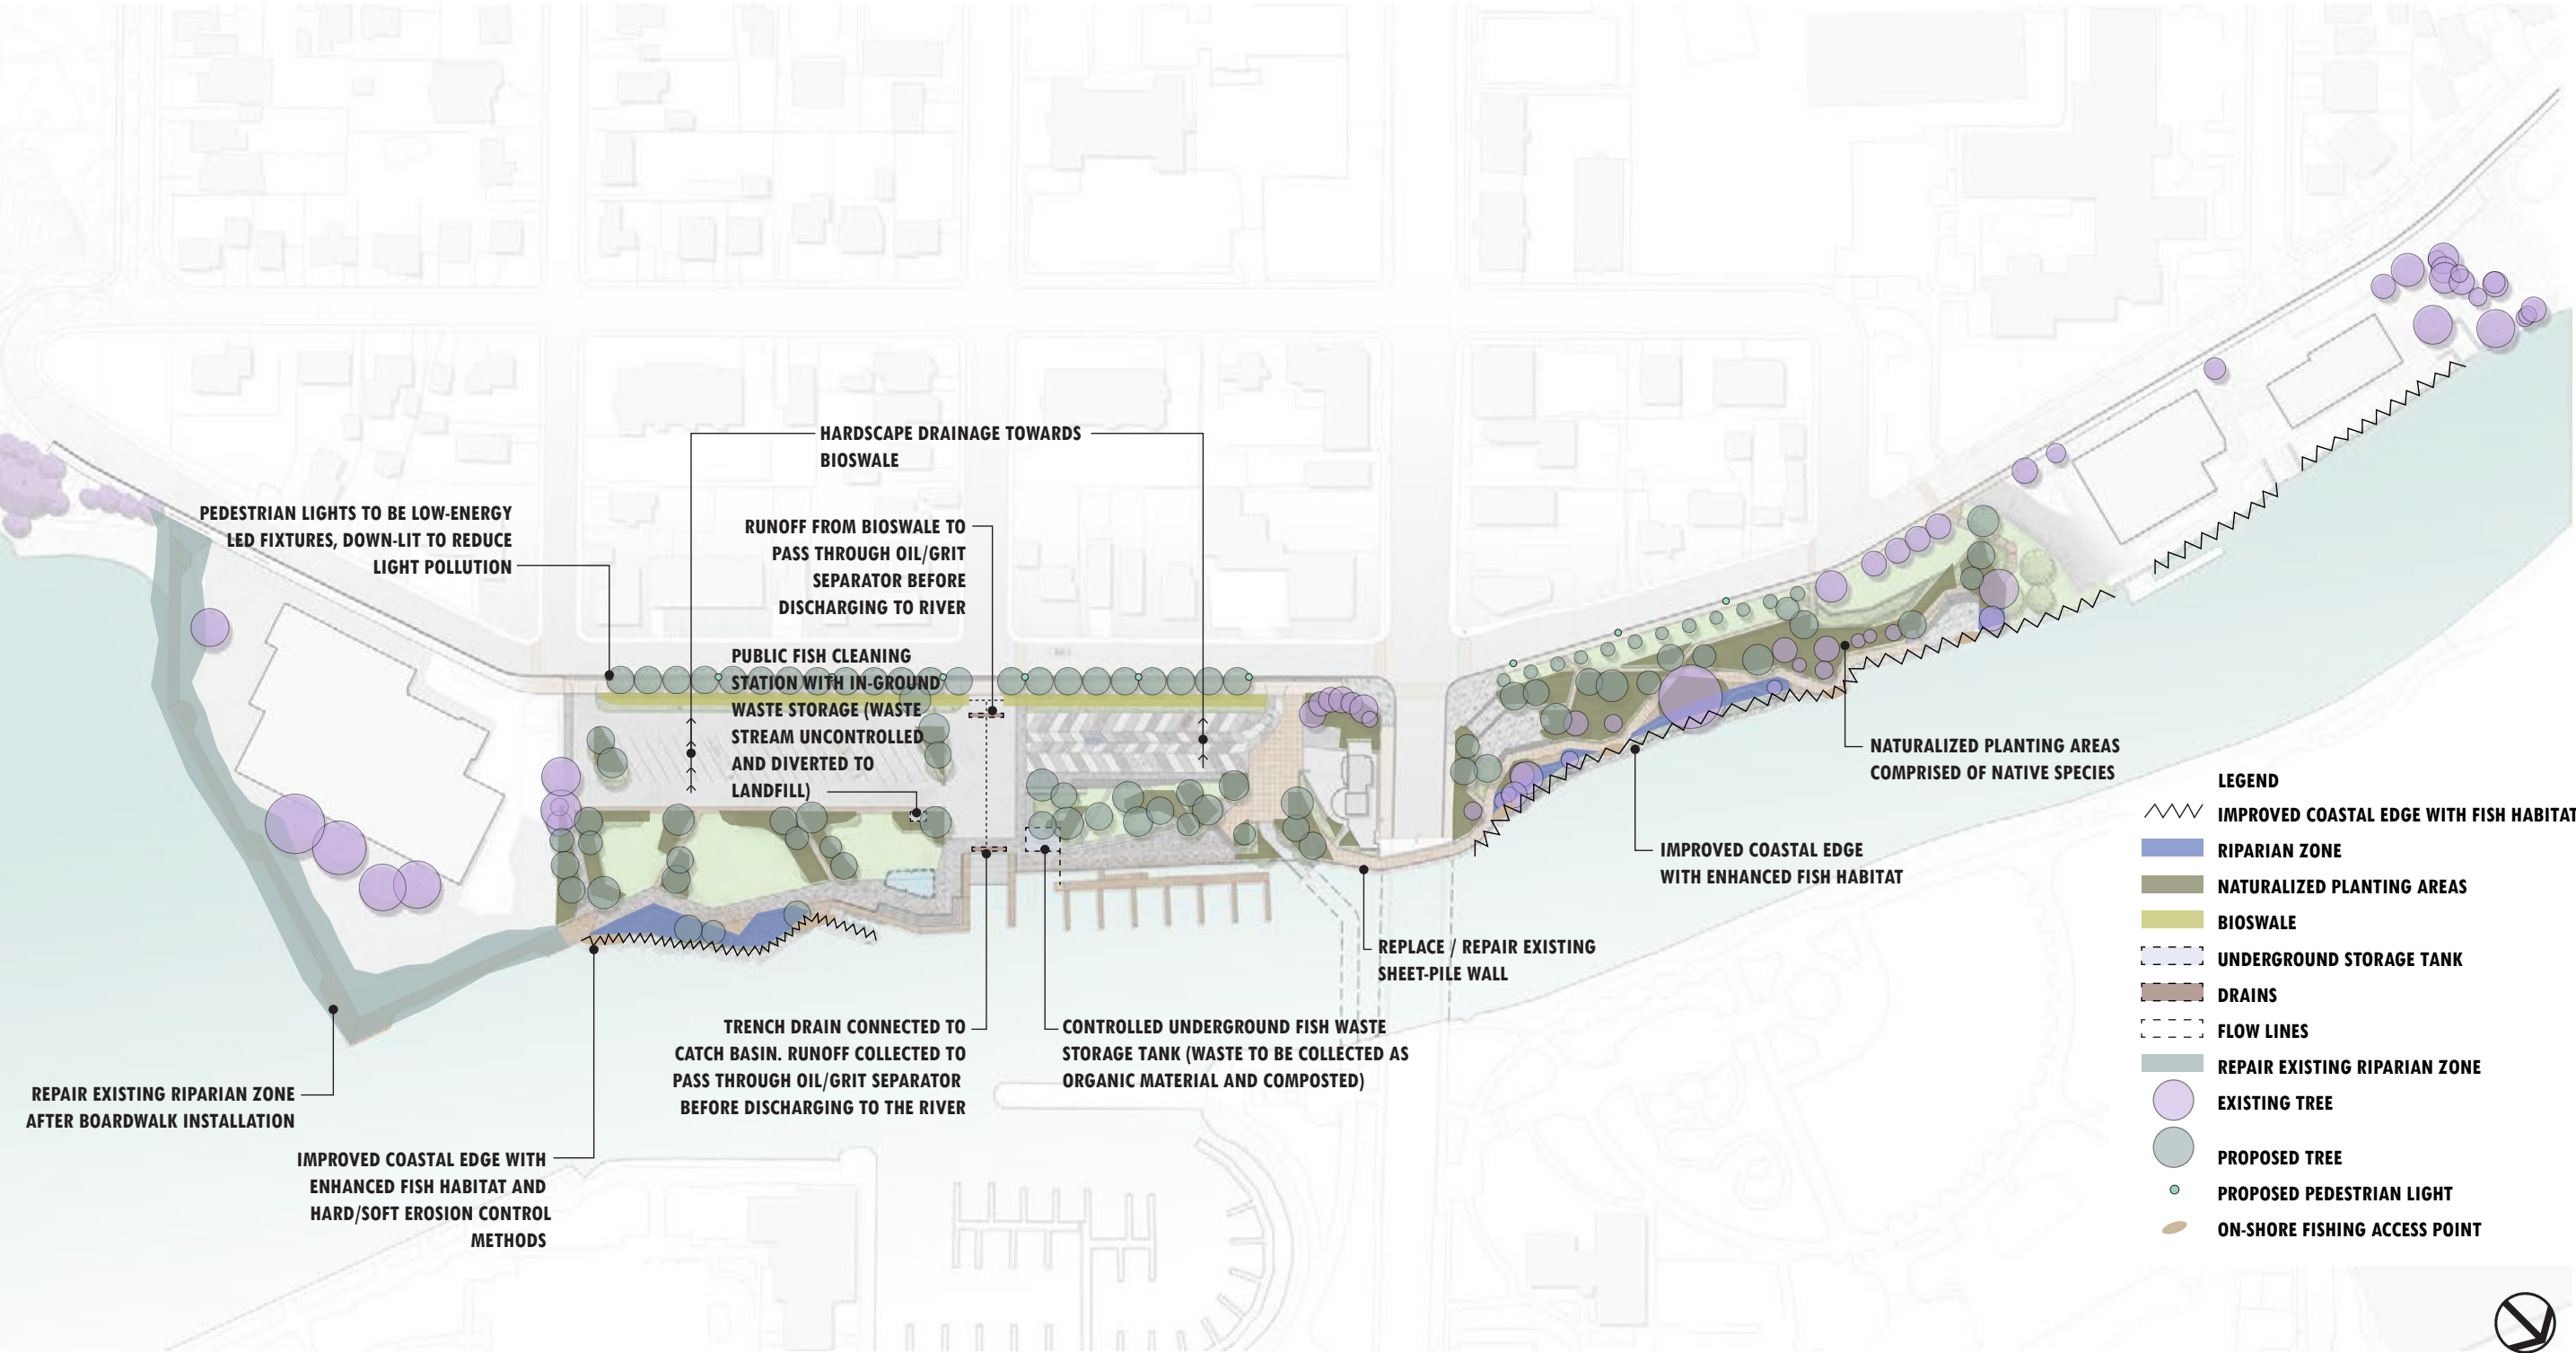 HARDSCAPE DRAINAGE TOWARDS
BIOSWALE
PEDESTRIAN LIGHTS TO BE LOW-ENERGY
LED FIXTURES, DOWN-LIT TO REDUCE
LIGHT POLLUTION
RUNOFF FROM BIOSWALE TO
PASS THROUGH OIL/GRIT
SEPARATOR BEFORE
DISCHARGING TO RIVER
PUBLIC FISH CLEANING
STATION WITH IN-GROUND
WASTE STORAGE (WASTE
STREAM UNCONTROLLED
AND DIVERTED TO
LANDFILL)
NATURALIZED PLANTING AREAS
COMPRISED OF NATIVE SPECIES
IMPROVED COASTAL EDGE
WITH ENHANCED FISH HABITAT
REPLACE / REPAIR EXISTING
SHEET-PILE WALL
TRENCH DRAIN CONNECTED TO
CATCH BASIN. RUNOFF COLLECTED TO
PASS THROUGH OIL/GRIT SEPARATOR
BEFORE DISCHARGING TO THE RIVER
CONTROLLED UNDERGROUND FISH WASTE
STORAGE TANK (WASTE TO BE COLLECTED AS
ORGANIC MATERIAL AND COMPOSTED)
REPAIR EXISTING RIPARIAN ZONE
AFTER BOARDWALK INSTALLATION
IMPROVED COASTAL EDGE WITH
ENHANCED FISH HABITAT AND
HARD/SOFT EROSION CONTROL
METHODS
LEGEND
IMPROVED COASTAL EDGE WITH FISH HABITAT
RIPARIAN ZONE
NATURALIZED PLANTING AREAS
BIOSWALE
UNDERGROUND STORAGE TANK
DRAINS
FLOW LINES
REPAIR EXISTING RIPARIAN ZONE
EXISTING TREE
PROPOSED TREE
PROPOSED PEDESTRIAN LIGHT
ON-SHORE FISHING ACCESS POINT